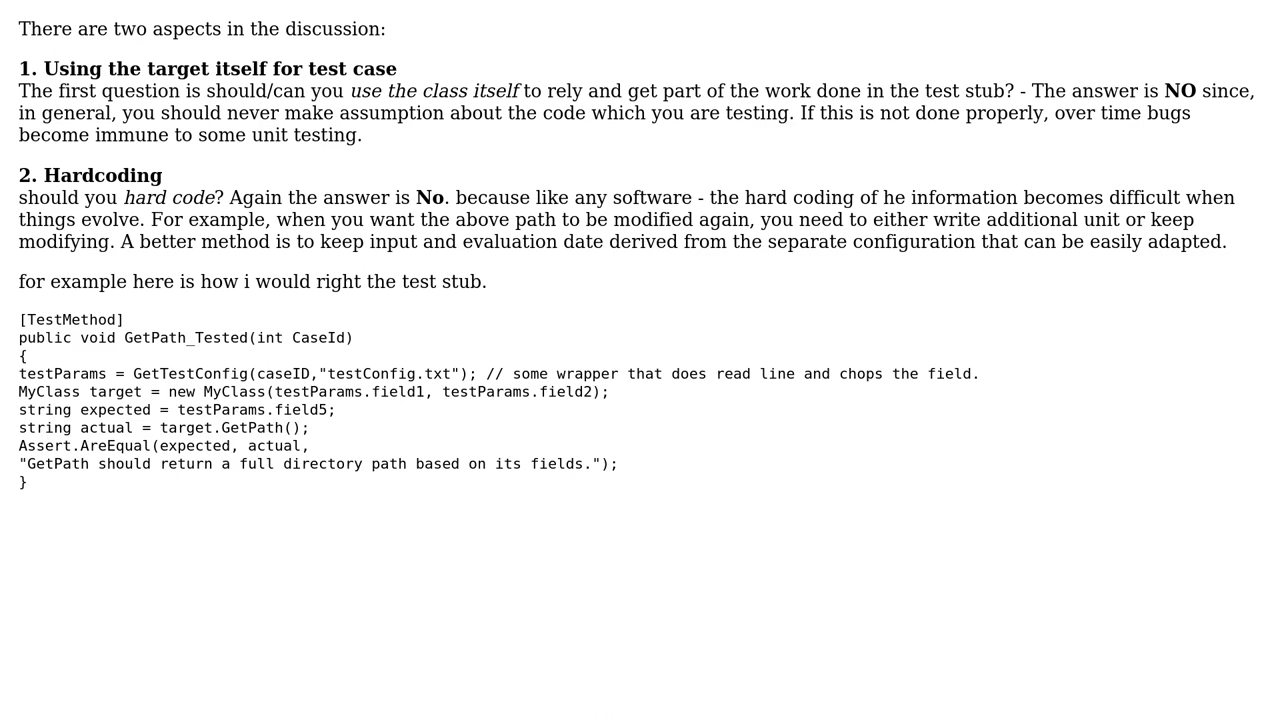 There are two aspects in the discussion:
1. Using the target itself for test case
The first question is should/can you use the class itself to rely and get part of the work done in the test stub? - The answer is NO since,
in general, you should never make assumption about the code which you are testing. If this is not done properly, over time bugs
become immune to some unit testing.
2. Hardcoding
should you hard code? Again the answer is No. because like any software - the hard coding of he information becomes difficult when
things evolve. For example, when you want the above path to be modified again, you need to either write additional unit or keep
modifying. A better method is to keep input and evaluation date derived from the separate configuration that can be easily adapted.
for example here is how i would right the test stub.
[TestMethod]
public void GetPath_Tested(int CaseId)
{
testParams = GetTestConfig(caseID,"testConfig.txt"); // some wrapper that does read line and chops the field.
MyClass target = new MyClass(testParams.field1, testParams.field2);
string expected = testParams.field5;
string actual = target.GetPath();
Assert.AreEqual(expected, actual,
"GetPath should return a full directory path based on its fields.");
}